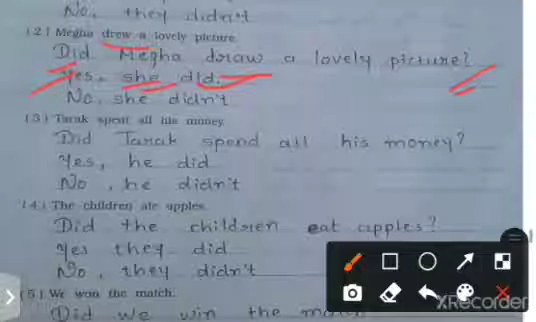 No, they didn't
(2) Megha drew a lovely picture.
Did Megha draw a lovely picture?
Yes, she did.
No, she didn't
(3) Tarak spent all his money.
Did Tarak spend all his money?
Yes, he did
No, he didn't
(4) The children ate apples.
Did the children eat apples?
Yes they did
No, they didn't
(5) We won the match.
Did we win the
XRecorder